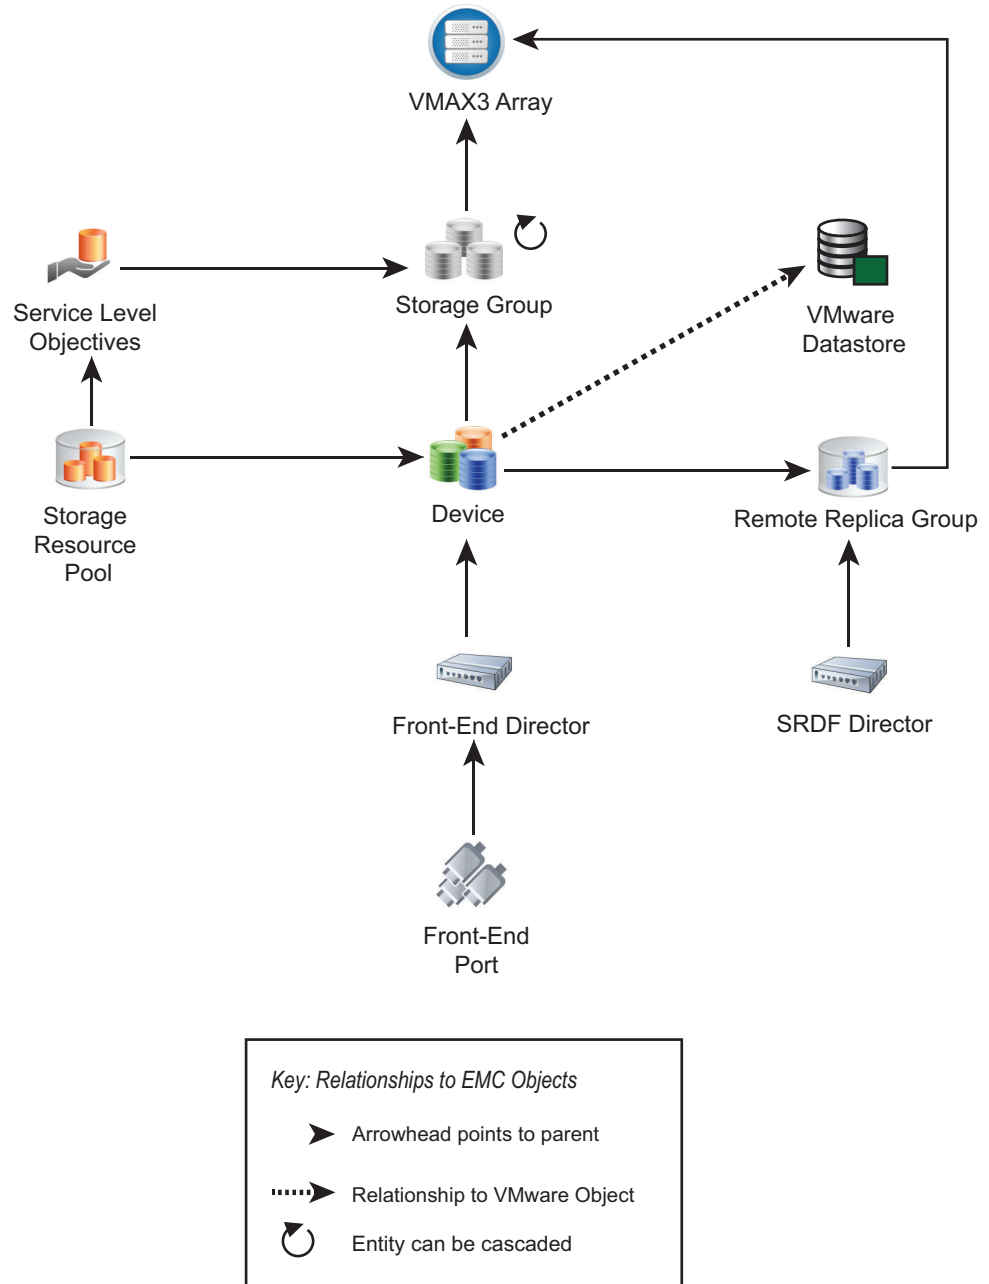 VMAX3 Array
Service Level
Objectives
Storage Group
VMware
Datastore
Storage
Resource
Pool
Device
Remote Replica Group
Front-End Director
SRDF Director
Front-End
Port
Key: Relationships to EMC Objects
Arrowhead points to parent
Relationship to VMware Object
Entity can be cascaded